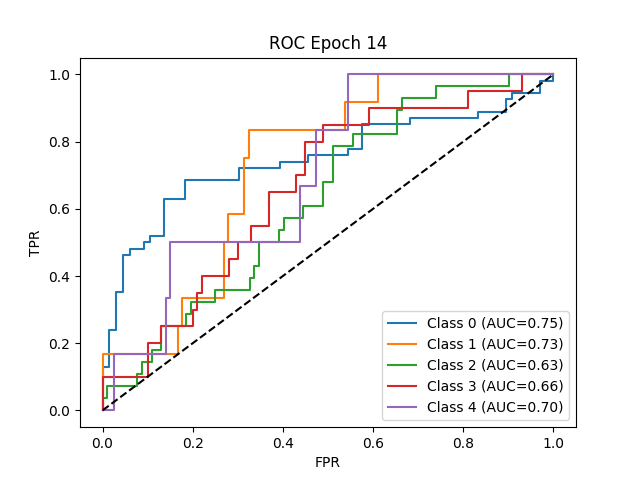 ROC Epoch 14
TPR
1.0
0.8
0.6
0.4
0.2
0.0
Class 0 (AUC=0.75)
Class 1 (AUC=0.73)
Class 2 (AUC=0.63)
Class 3 (AUC=0.66)
Class 4 (AUC=0.70)
0.0 0.2 0.4 0.6 0.8 1.0
FPR